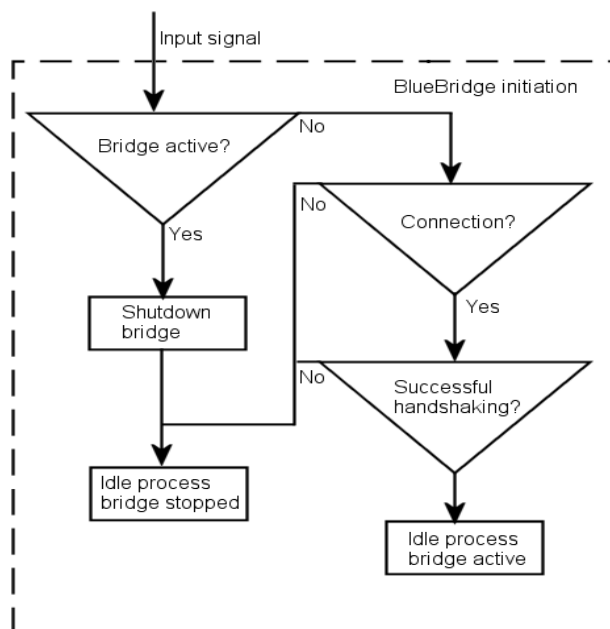 Input signal
BlueBridge initiation
Bridge active?
No
No
Connection?
Yes
Yes
Shutdown
bridge
No
Successful
handshaking?
Idle process
bridge stopped
Idle process
bridge active